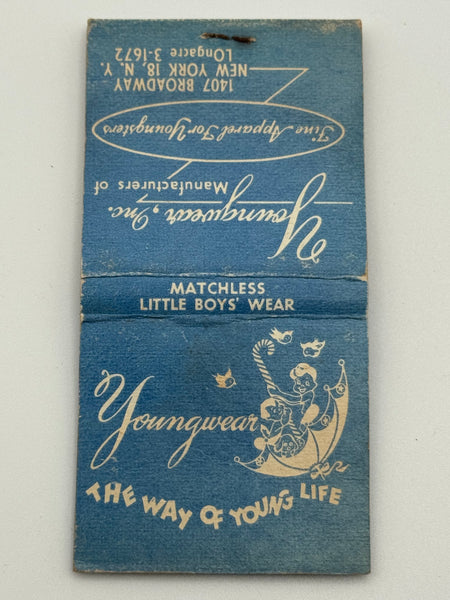 1407 BROADWAY
NEW YORK 18, N. Y.
LOngacre 3-1672
Fine Apparel For Youngsters
Manufacturers of
Youngwear, Inc.
MATCHLESS
LITTLE BOYS' WEAR
Youngwear
THE WAY OF YOUNG LIFE